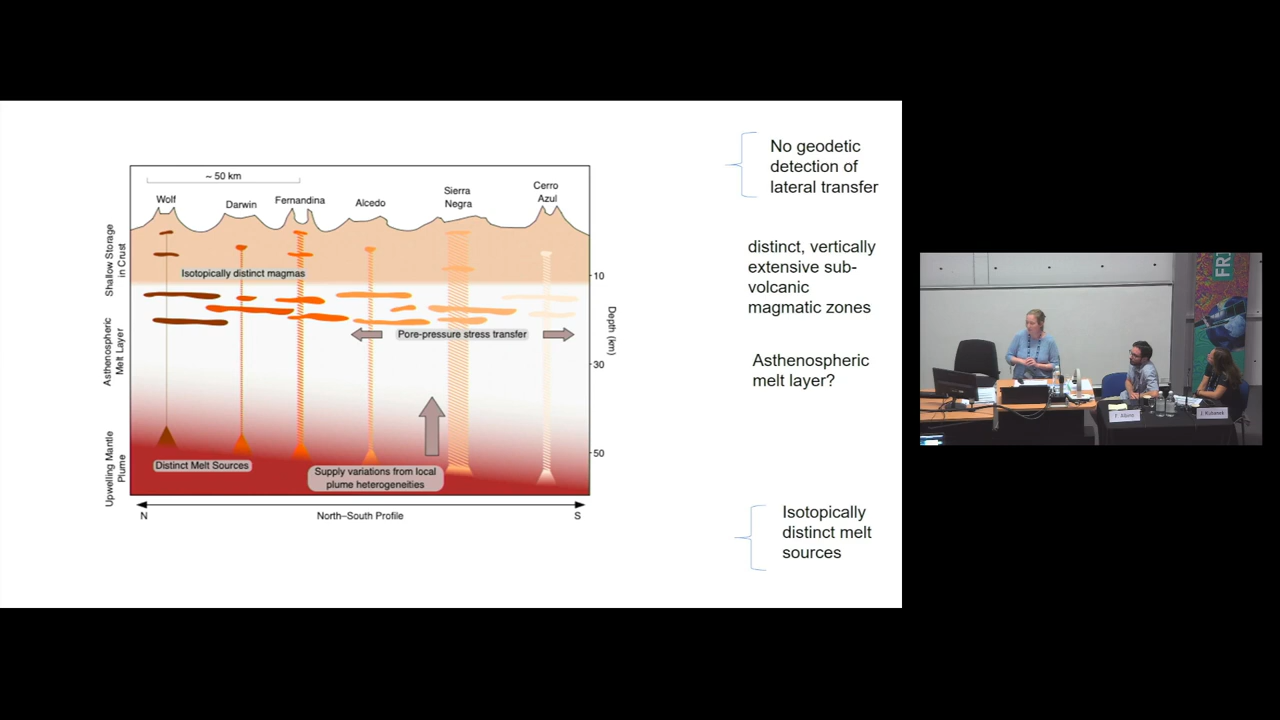 ~ 50 km
Wolf
Darwin
Fernandina
Alcedo
Sierra
Negra
Cerro
Azul
Shallow Storage
in Crust
Isotopically distinct magmas
10
Asthenospheric
Melt Layer
Pore-pressure stress transfer
Depth (km)
30
Upwelling Mantle
Plume
Distinct Melt Sources
Supply variations from local
plume heterogeneities
50
N
North–South Profile
S
No geodetic
detection of
lateral transfer
distinct, vertically
extensive sub-
volcanic
magmatic zones
Asthenospheric
melt layer?
Isotopically
distinct melt
sources